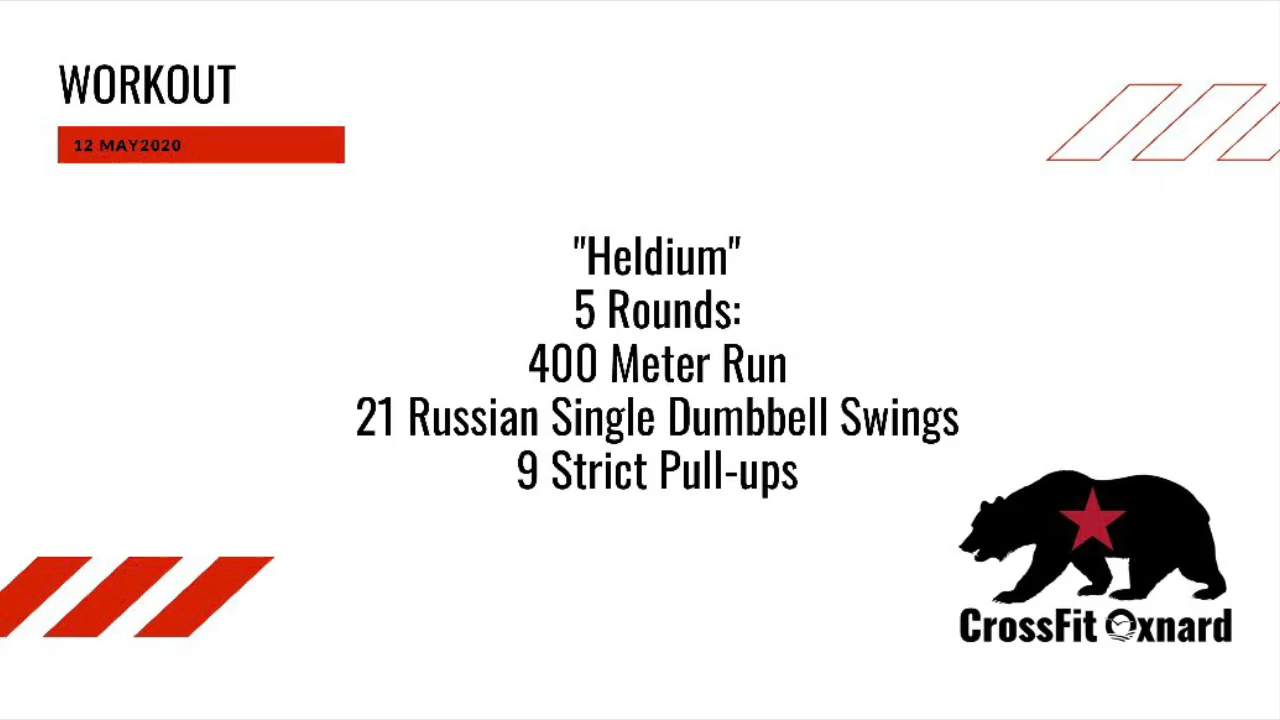 WORKOUT
12 MAY2020
"Heldium"
5 Rounds:
400 Meter Run
21 Russian Single Dumbbell Swings
9 Strict Pull-ups
CrossFit Oxnard